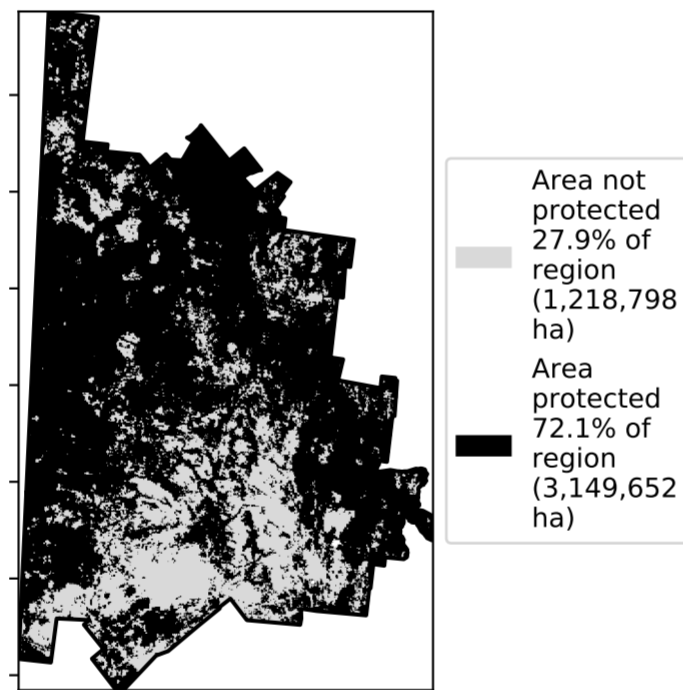 Area not
protected
27.9% of
region
(1,218,798
ha)
Area
protected
72.1% of
region
(3,149,652
ha)